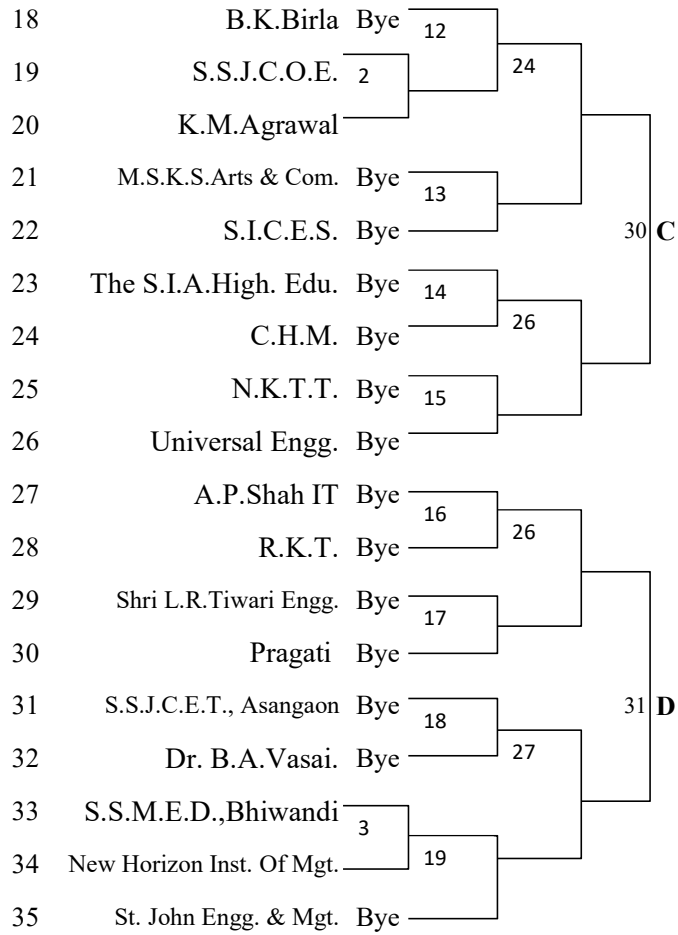 18 B.K.Birla Bye 12
19 S.S.J.C.O.E. 2 24
20 K.M.Agrawal
21 M.S.K.S.Arts & Com. Bye 13
22 S.I.C.E.S. Bye 30 C
23 The S.I.A.High. Edu. Bye 14
24 C.H.M. Bye 26
25 N.K.T.T. Bye 15
26 Universal Engg. Bye
27 A.P.Shah IT Bye 16
28 R.K.T. Bye 26
29 Shri L.R.Tiwari Engg. Bye 17
30 Pragati Bye
31 S.S.J.C.E.T., Asangaon Bye 18 31 D
32 Dr. B.A.Vasai. Bye 27
33 S.S.M.E.D.,Bhiwandi 3
34 New Horizon Inst. Of Mgt. 19
35 St. John Engg. & Mgt. Bye